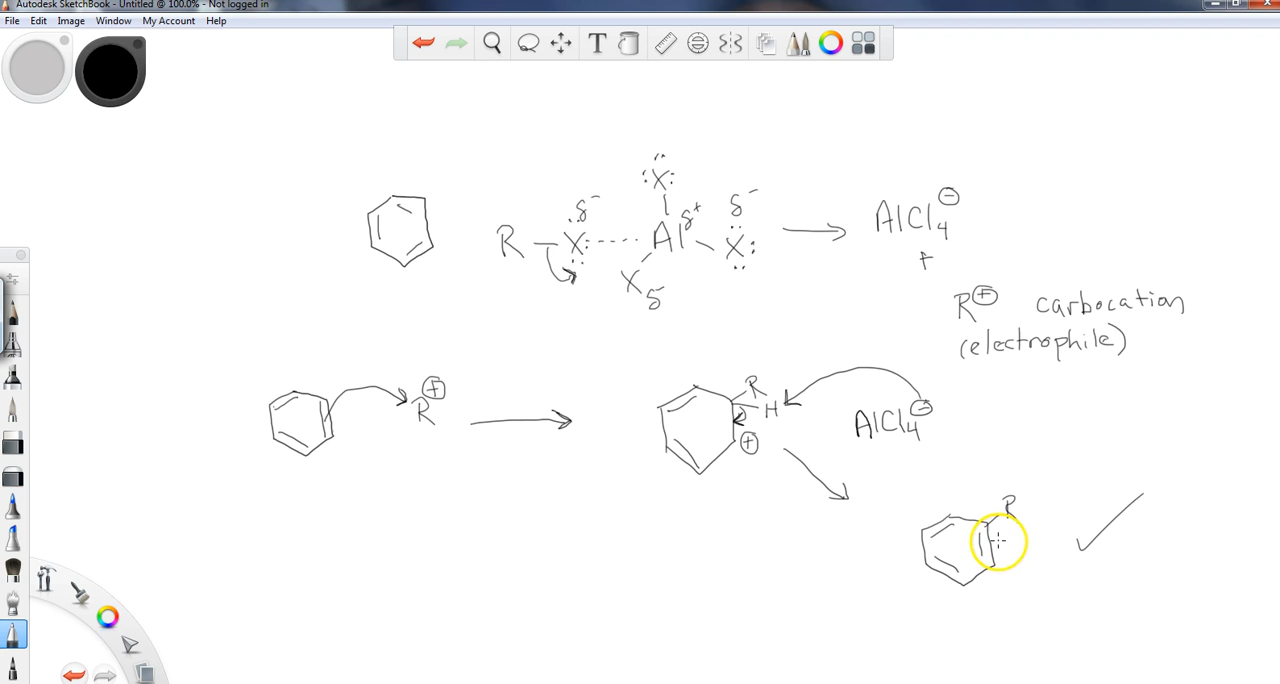 Autodesk SketchBook - Untitled @ 100.0% - Not logged in
File Edit Image Window My Account Help
T
:X:
δ⁻ δ⁺ δ⁻
R — X: ---- Al — X: → AlCl₄⊖
X δ
+
R⊕ carbocation
(electrophile)
R⊕
R
H
⊕
AlCl₄⊖
R